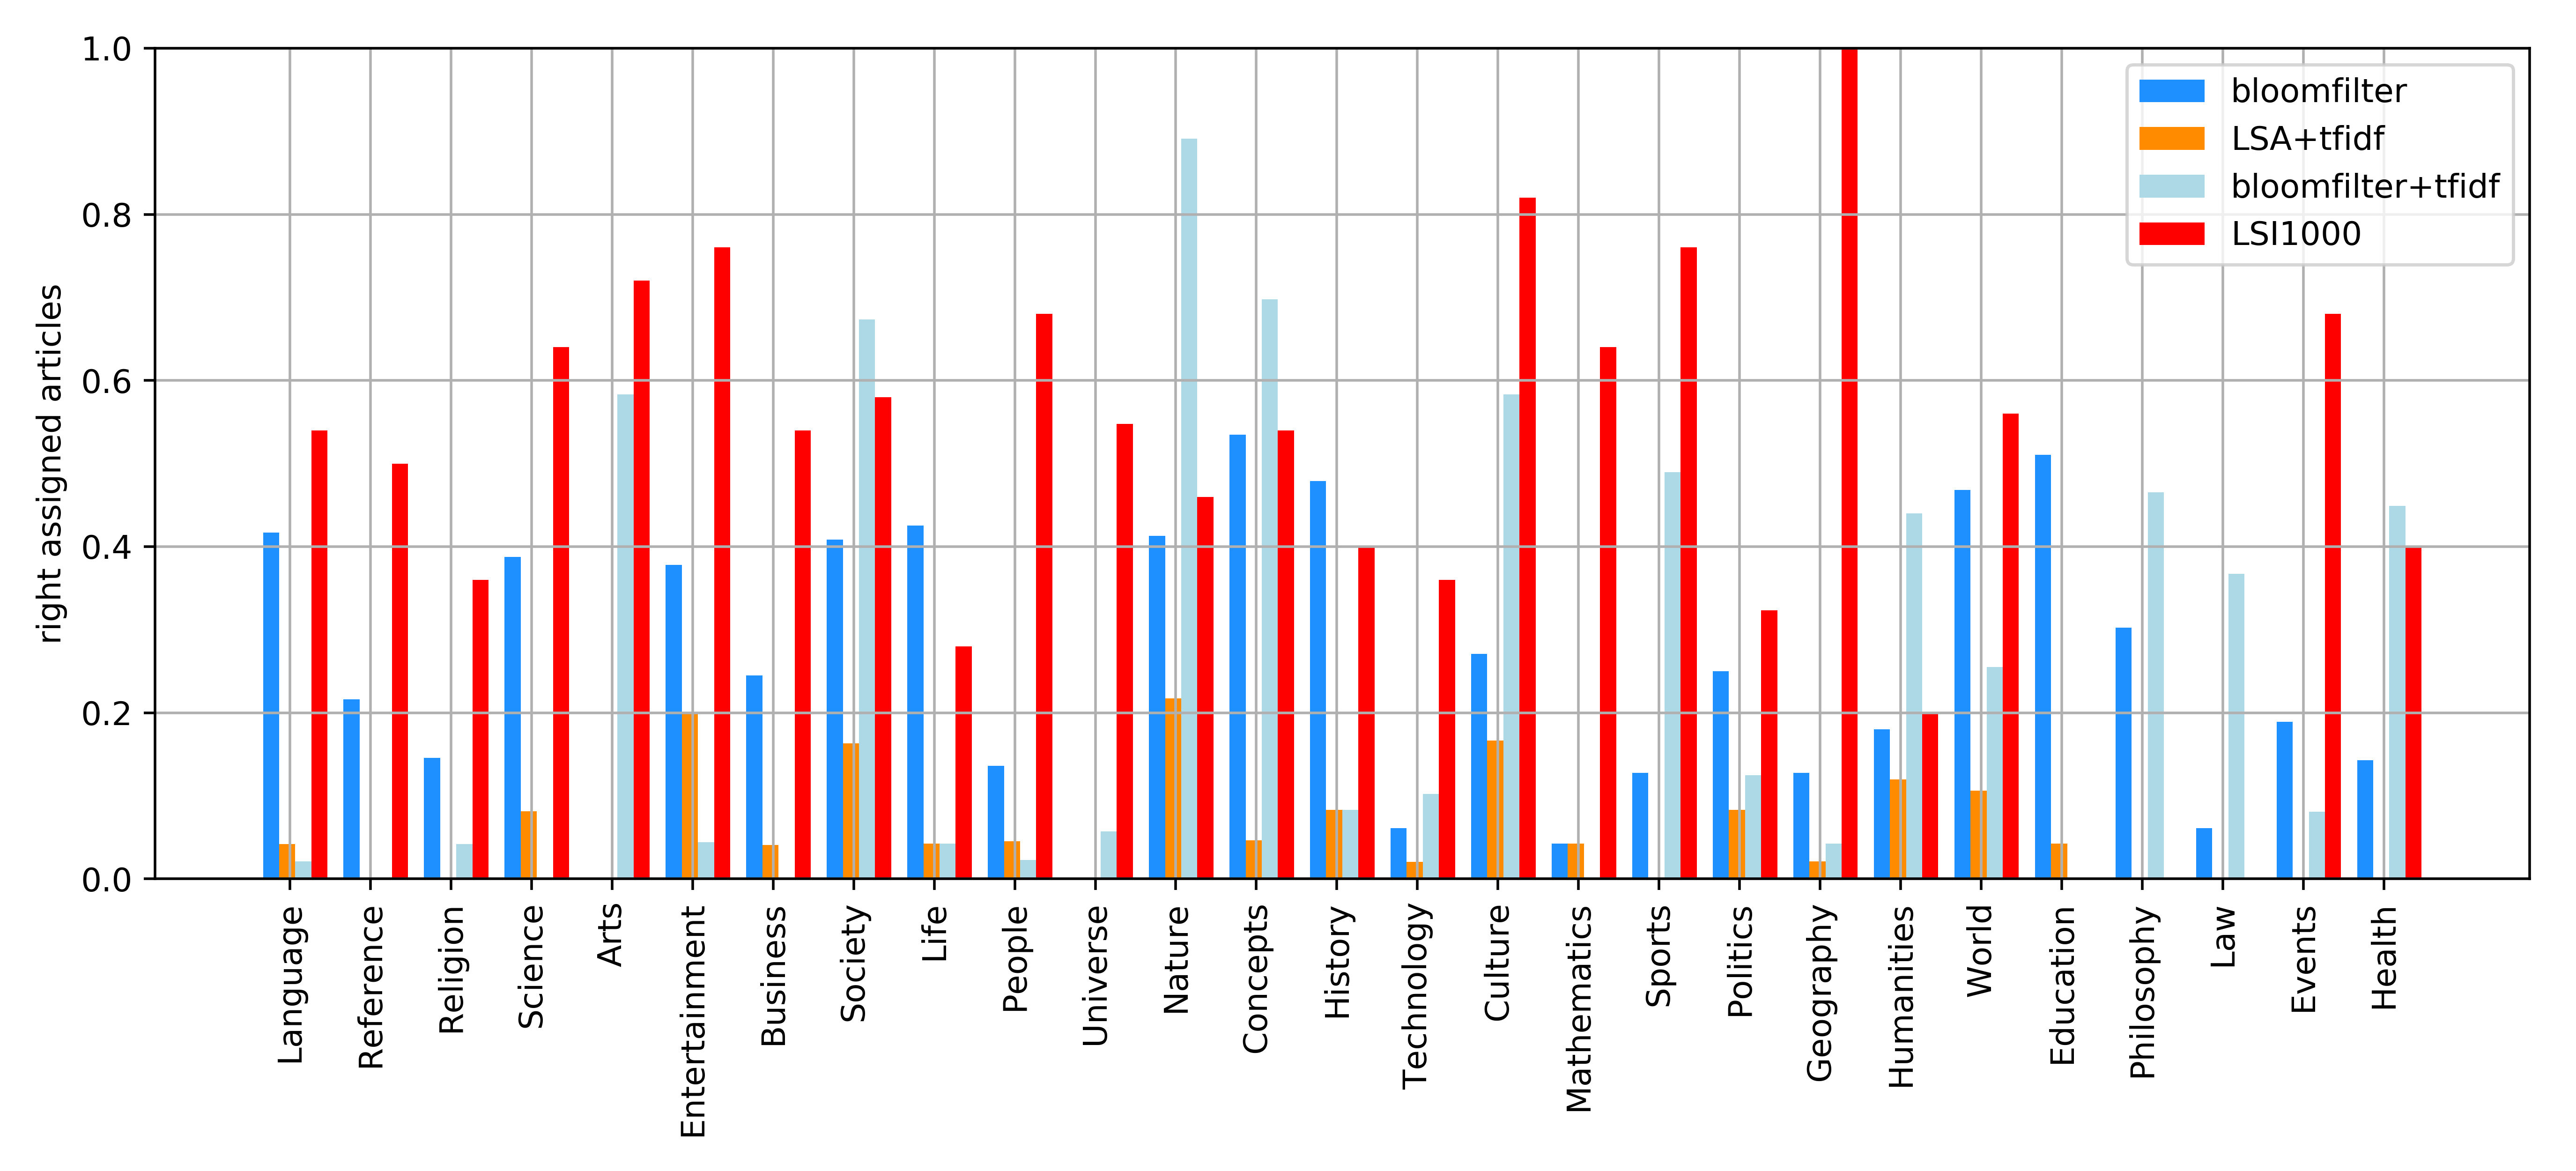 1.0
0.8
0.6
0.4
0.2
0.0
right assigned articles
bloomfilter
LSA+tfidf
bloomfilter+tfidf
LSI1000
Language
Reference
Religion
Science
Arts
Entertainment
Business
Society
Life
People
Universe
Nature
Concepts
History
Technology
Culture
Mathematics
Sports
Politics
Geography
Humanities
World
Education
Philosophy
Law
Events
Health